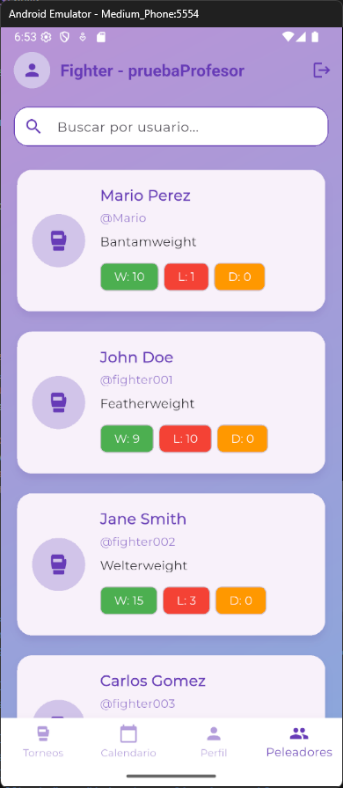 Android Emulator - Medium_Phone:5554
6:53
Fighter - pruebaProfesor
Buscar por usuario...
Mario Perez
@Mario
Bantamweight
W: 10 L: 1 D: 0
John Doe
@fighter001
Featherweight
W: 9 L: 10 D: 0
Jane Smith
@fighter002
Welterweight
W: 15 L: 3 D: 0
Carlos Gomez
@fighter003
Torneos Calendario Perfil Peleadores